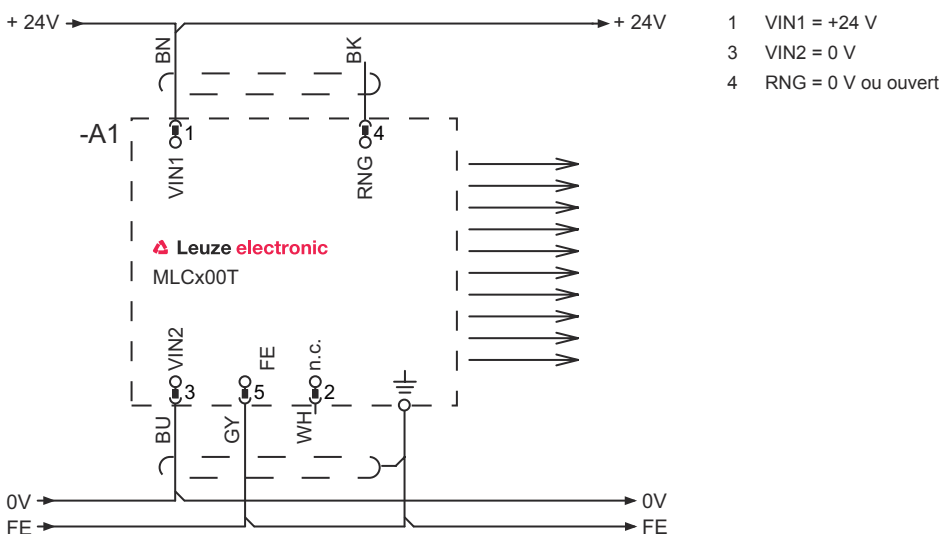 + 24V
+ 24V
1 VIN1 = +24 V
3 VIN2 = 0 V
4 RNG = 0 V ou ouvert
BN
BK
-A1
1
4
VIN1
RNG
Leuze electronic
MLCx00T
VIN2
FE
n.c.
3
5
2
BU
GY
WH
0V
0V
FE
FE